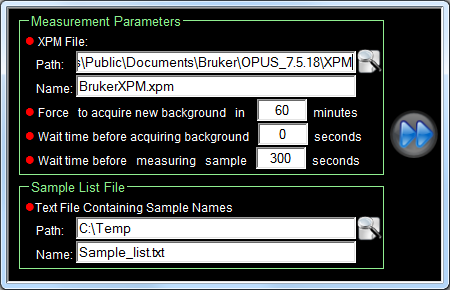 Measurement Parameters
XPM File:
Path: s\Public\Documents\Bruker\OPUS_7.5.18\XPM
Name: BrukerXPM.xpm
Force to acquire new background in 60 minutes
Wait time before acquiring background 0 seconds
Wait time before measuring sample 300 seconds
Sample List File
Text File Containing Sample Names
Path: C:\Temp
Name: Sample_list.txt